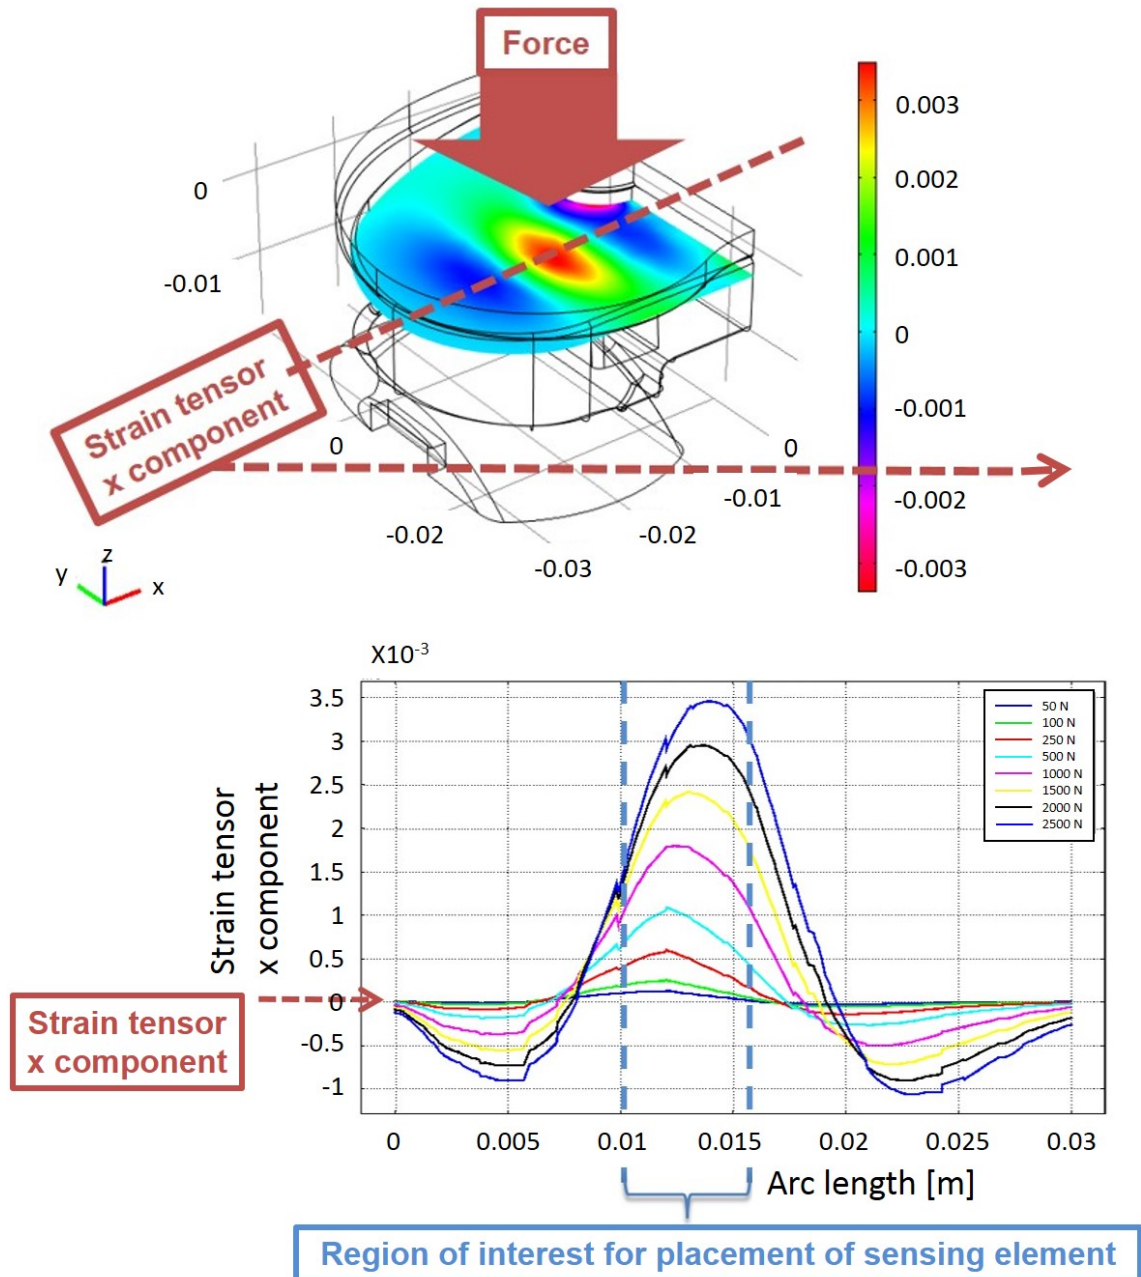 Force
0
-0.01
0.003
0.002
0.001
0
-0.001
-0.002
-0.003
Strain tensor
x component
0
0
-0.01
-0.02
-0.02
-0.03
z
y
x
X10⁻³
3.5
3
2.5
2
1.5
1
0.5
0
-0.5
-1
Strain tensor
x component
50 N
100 N
250 N
500 N
1000 N
1500 N
2000 N
2500 N
Strain tensor
x component
0
0.005
0.01
0.015
0.02
0.025
0.03
Arc length [m]
Region of interest for placement of sensing element